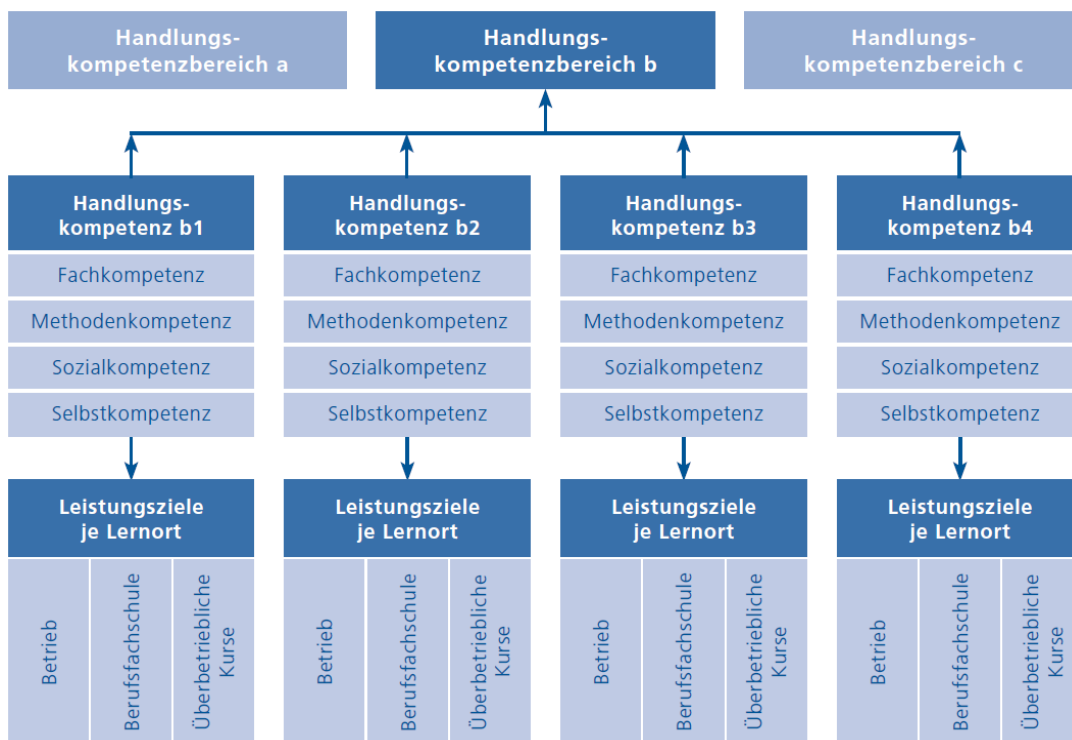 Handlungs-
kompetenzbereich a
Handlungs-
kompetenzbereich b
Handlungs-
kompetenzbereich c
Handlungs-
kompetenz b1
Fachkompetenz
Methodenkompetenz
Sozialkompetenz
Selbstkompetenz
Leistungsziele
je Lernort
Betrieb
Berufsfachschule
Überbetriebliche
Kurse
Handlungs-
kompetenz b2
Fachkompetenz
Methodenkompetenz
Sozialkompetenz
Selbstkompetenz
Leistungsziele
je Lernort
Betrieb
Berufsfachschule
Überbetriebliche
Kurse
Handlungs-
kompetenz b3
Fachkompetenz
Methodenkompetenz
Sozialkompetenz
Selbstkompetenz
Leistungsziele
je Lernort
Betrieb
Berufsfachschule
Überbetriebliche
Kurse
Handlungs-
kompetenz b4
Fachkompetenz
Methodenkompetenz
Sozialkompetenz
Selbstkompetenz
Leistungsziele
je Lernort
Betrieb
Berufsfachschule
Überbetriebliche
Kurse